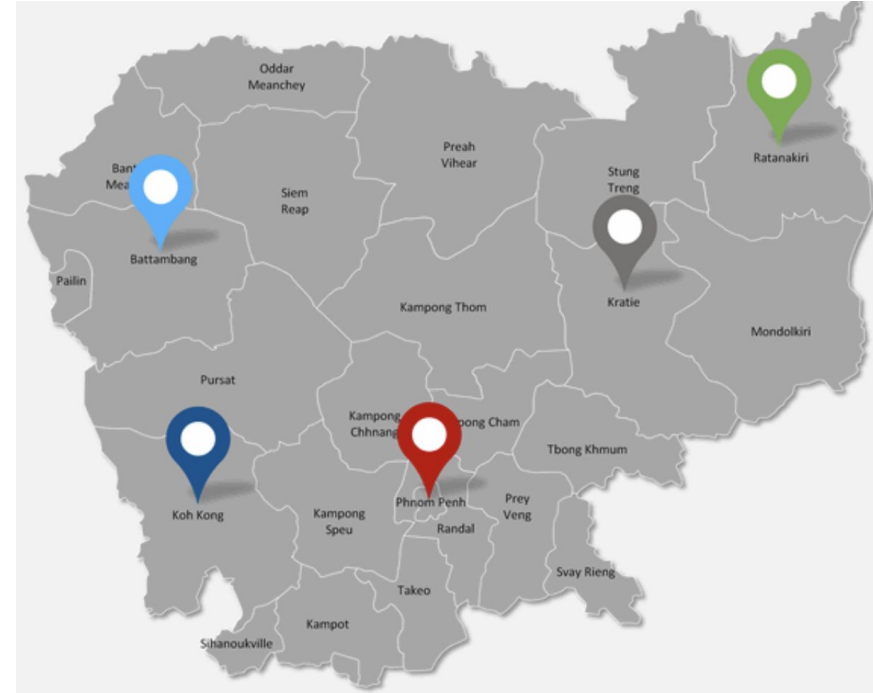 Oddar
Meanchey
Preah
Vihear
Ratanakiri
Stung
Treng
Siem
Reap
Battambang
Pailin
Kratie
Kampong Thom
Mondolkiri
Pursat
Kampong
Chhnang
Cham
Tbong Khmum
Phnom Penh
Prey
Veng
Koh Kong
Kampong
Speu
Randal
Svay Rieng
Takeo
Kampot
Sihanoukville